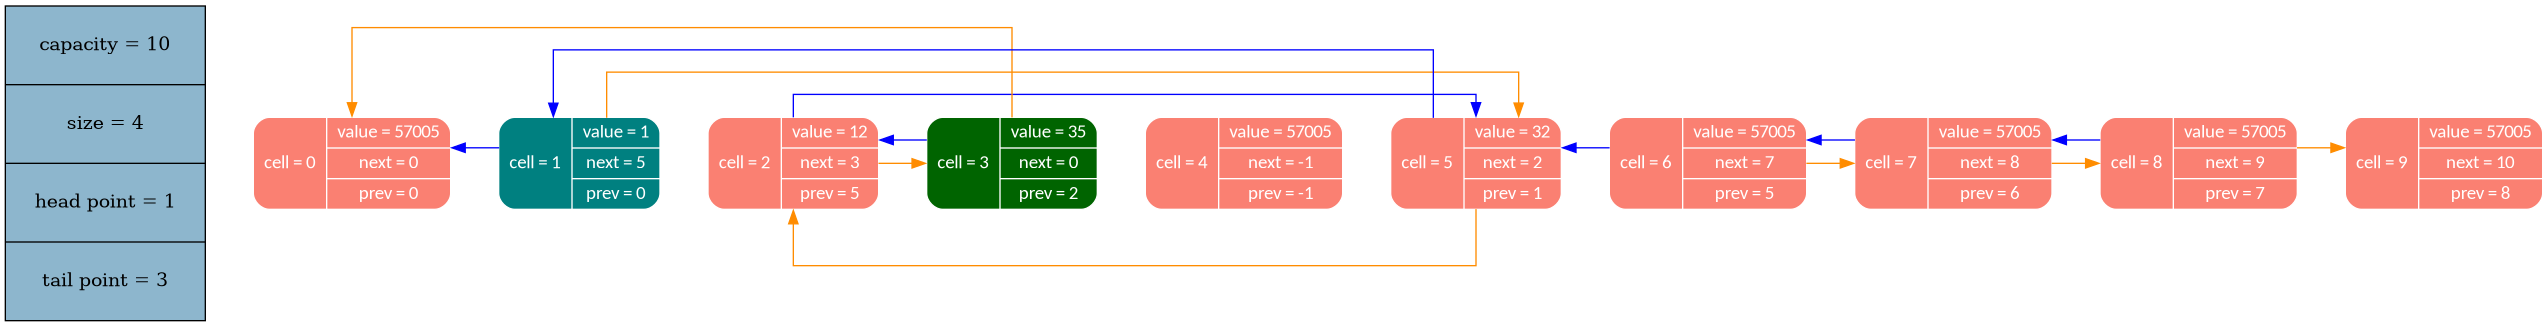 capacity = 10
size = 4
head point = 1
tail point = 3
cell = 0
value = 57005
next = 0
prev = 0
cell = 1
value = 1
next = 5
prev = 0
cell = 2
value = 12
next = 3
prev = 5
cell = 3
value = 35
next = 0
prev = 2
cell = 4
value = 57005
next = -1
prev = -1
cell = 5
value = 32
next = 2
prev = 1
cell = 6
value = 57005
next = 7
prev = 5
cell = 7
value = 57005
next = 8
prev = 6
cell = 8
value = 57005
next = 9
prev = 7
cell = 9
value = 57005
next = 10
prev = 8